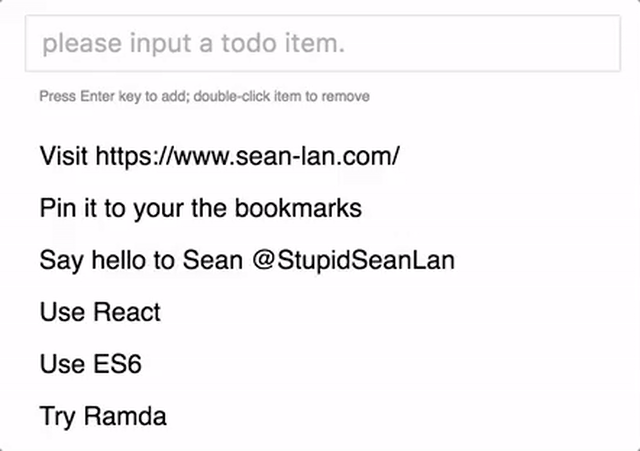 please input a todo item.
Press Enter key to add; double-click item to remove
Visit https://www.sean-lan.com/
Pin it to your the bookmarks
Say hello to Sean @StupidSeanLan
Use React
Use ES6
Try Ramda